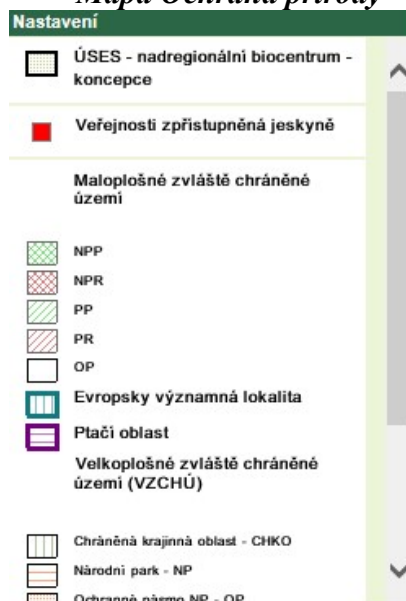 Mapa Ochrana přírody
Nastavení
ÚSES - nadregionální biocentrum -
koncepce
Veřejnosti zpřístupněná jeskyně
Maloplošné zvláště chráněné
území
NPP
NPR
PP
PR
OP
Evropsky významná lokalita
Ptačí oblast
Velkoplošné zvláště chráněné
území (VZCHÚ)
Chráněná krajinná oblast - CHKO
Národní park - NP
Ochranné pásmo NP - OP